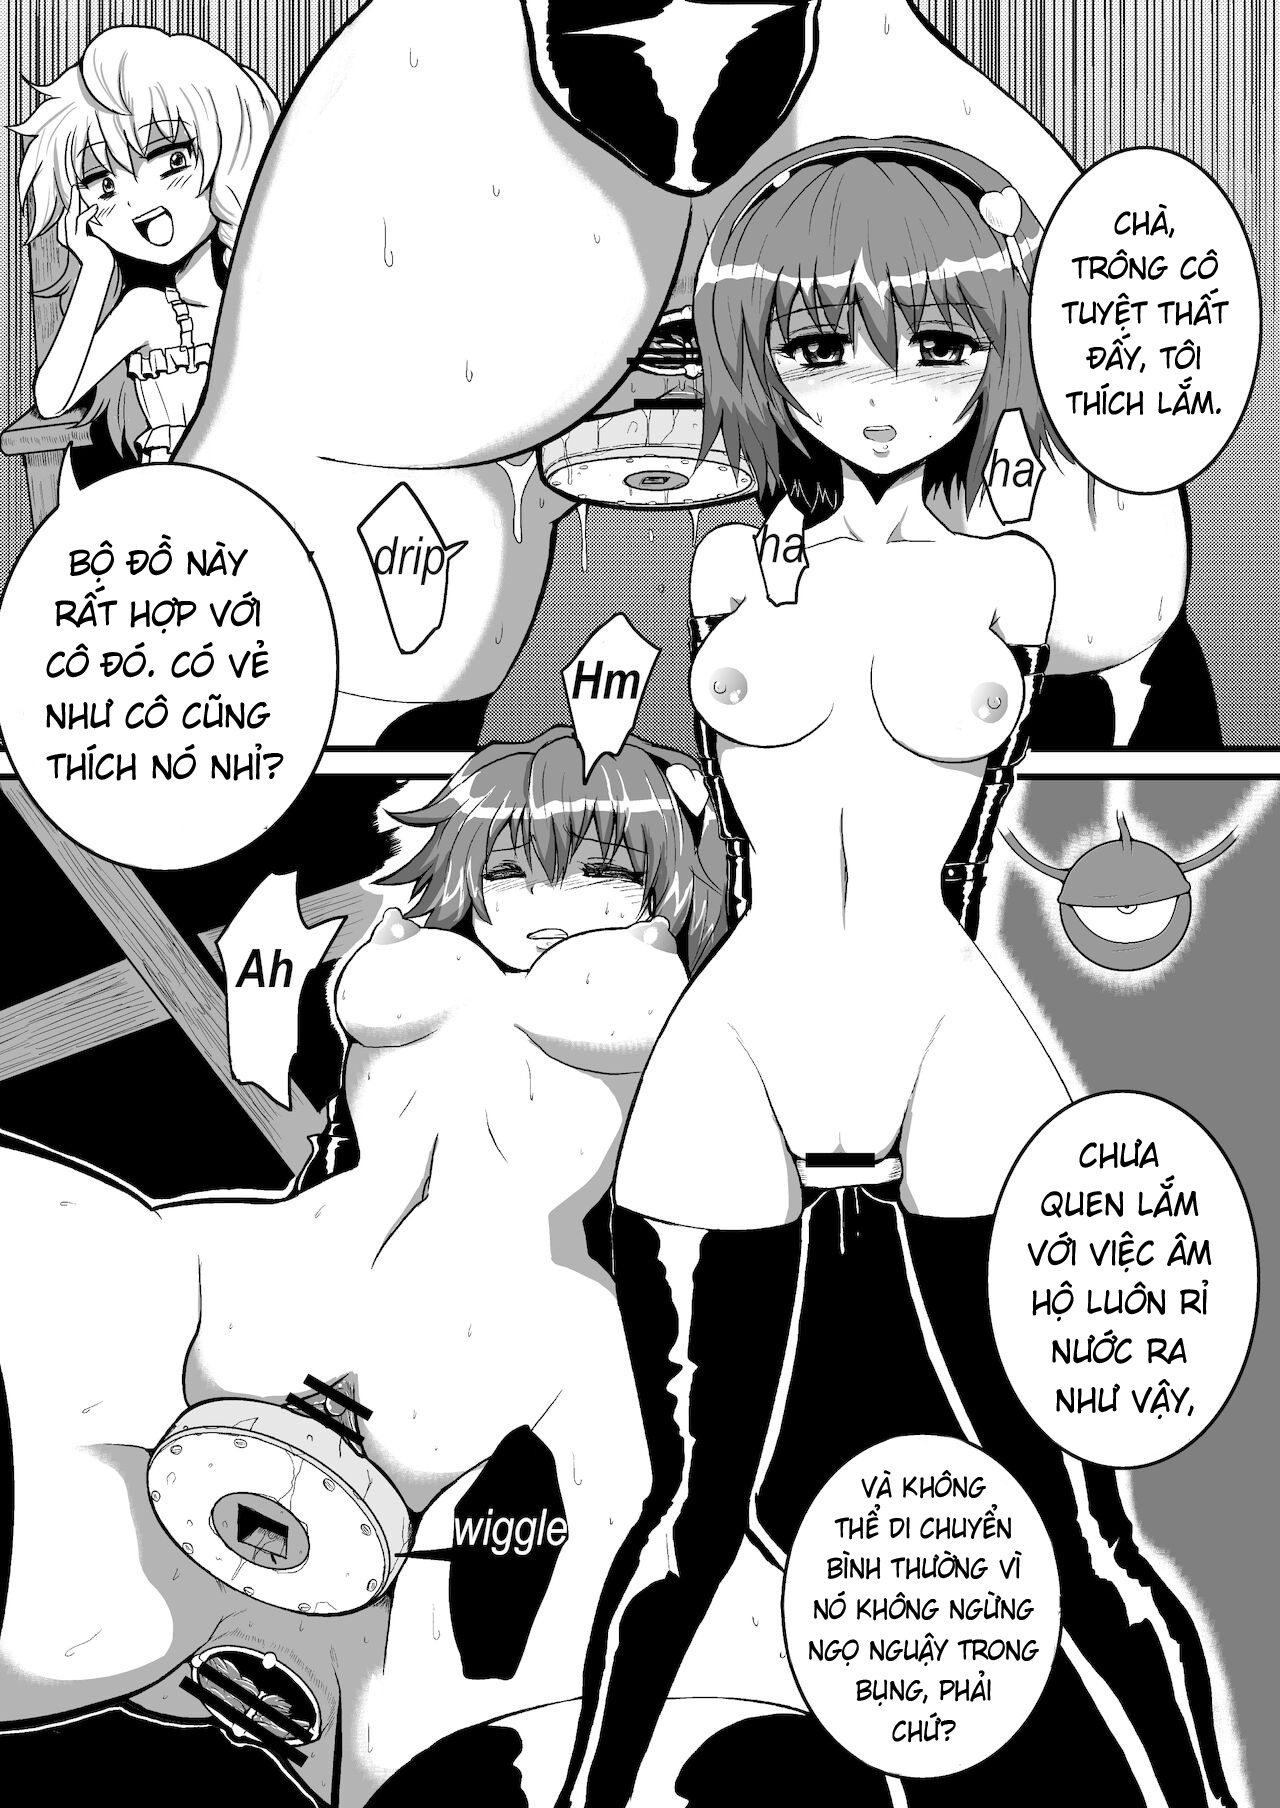 CHÀ,
TRÔNG CÔ
TUYỆT THẤT
ĐẤY, TÔI
THÍCH LẮM.
ha
ha
drip
BỘ ĐỒ NÀY
RẤT HỢP VỚI
CÔ ĐÓ. CÓ VẺ
NHƯ CÔ CŨNG
THÍCH NÓ NHỈ?
Hm
Ah
CHƯA
QUEN LẮM
VỚI VIỆC ÂM
HỘ LUÔN RỈ
NƯỚC RA
NHƯ VẬY,
VÀ KHÔNG
THỂ DI CHUYỂN
BÌNH THƯỜNG VÌ
NÓ KHÔNG NGỪNG
NGỌ NGUẬY TRONG
BỤNG, PHẢI
CHỨ?
wiggle